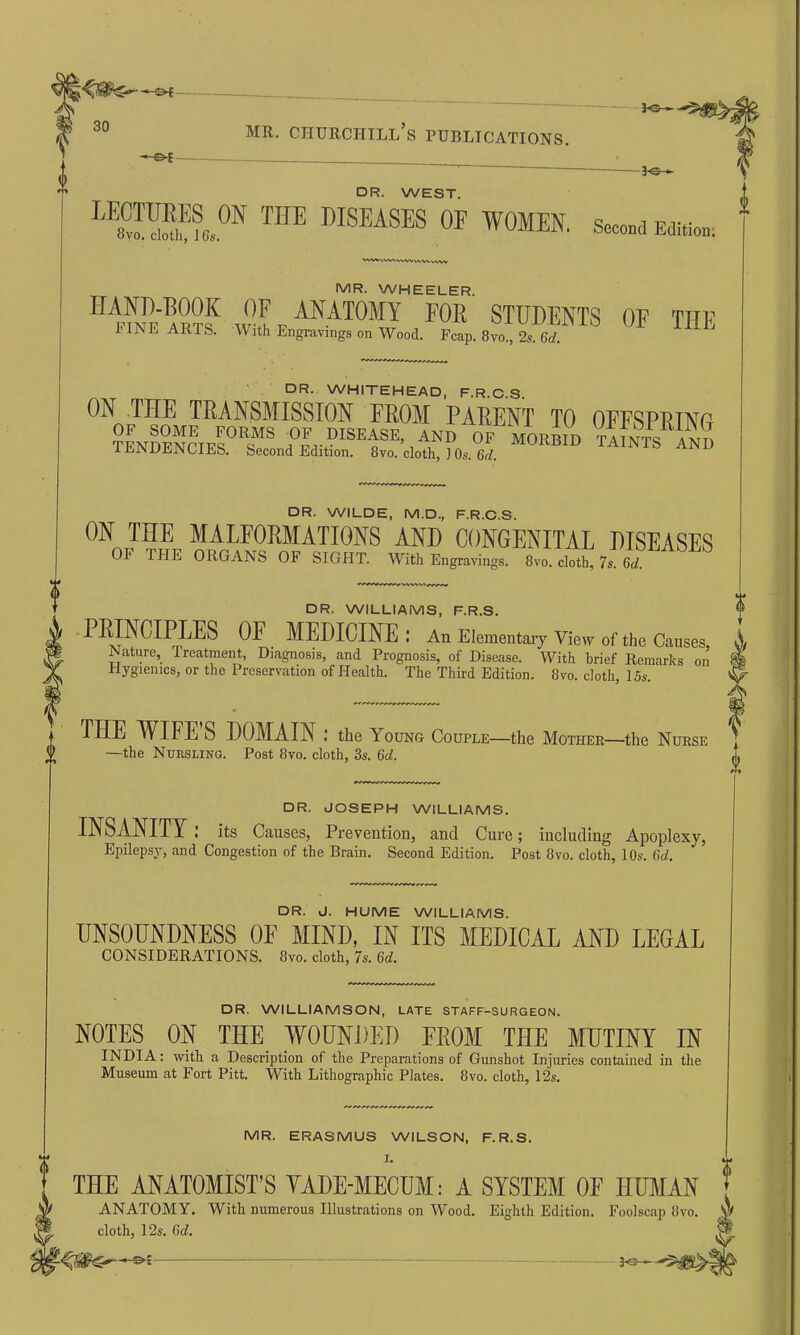 30
MR. CHURCHILL'S PUBLICATIONS.
DR. WEST.
LECTURES ON THE DISEASES OF WOMEN. Second Edition.
8vo. cloth, 16s.
MR. WHEELER.
HAND-BOOK OF ANATOMY FOR STUDENTS OF THE
FINE ARTS. With Engravings on Wood. Fcap. 8vo., 2s. 6d.
DR. WHITEHEAD, F.R.C.S.
ON THE TRANSMISSION FROM PARENT TO OFFSPRING
OF SOME FORMS OF DISEASE, AND OF MORBID TAINTS AND
TENDENCIES. Second Edition. 8vo. cloth, 10s. 6d.
DR. WILDE, M.D., F.R.C.S.
ON THE MALFORMATIONS AND CONGENITAL DISEASES
OF THE ORGANS OF SIGHT. With Engravings. 8vo. cloth, 7s. 6d.
DR. WILLIAMS, F.R.S.
PRINCIPLES OF MEDICINE: An Elementary View of the Causes,
Nature, Treatment, Diagnosis, and Prognosis, of Disease. With brief Remarks on
Hygienics, or the Preservation of Health. The Third Edition. 8vo. cloth, 15s.
THE WIFE'S DOMAIN: the Young Couple—the Mother—the Nurse
—the Nursling. Post 8vo. cloth, 3s. 6d.
DR. JOSEPH WILLIAMS.
INSANITY: its Causes, Prevention, and Cure; including Apoplexy,
Epilepsy, and Congestion of the Brain. Second Edition. Post 8vo. cloth, 10s. 6d.
DR. J. HUME WILLIAMS.
UNSOUNDNESS OF MIND, IN ITS MEDICAL AND LEGAL
CONSIDERATIONS. 8vo. cloth, 7s. 6d.
DR. WILLIAMSON, LATE STAFF-SURGEON.
NOTES ON THE WOUNDED FROM THE MUTINY IN
INDIA: with a Description of the Preparations of Gunshot Injuries contained in the
Museum at Fort Pitt. With Lithographic Plates. 8vo. cloth, 12s.
MR. ERASMUS WILSON, F.R.S.
I.
THE ANATOMIST'S VADE-MECUM: A SYSTEM OF HUMAN
ANATOMY. With numerous Illustrations on Wood. Eighth Edition. Foolscap 8vo.
cloth, 12s. 6d.